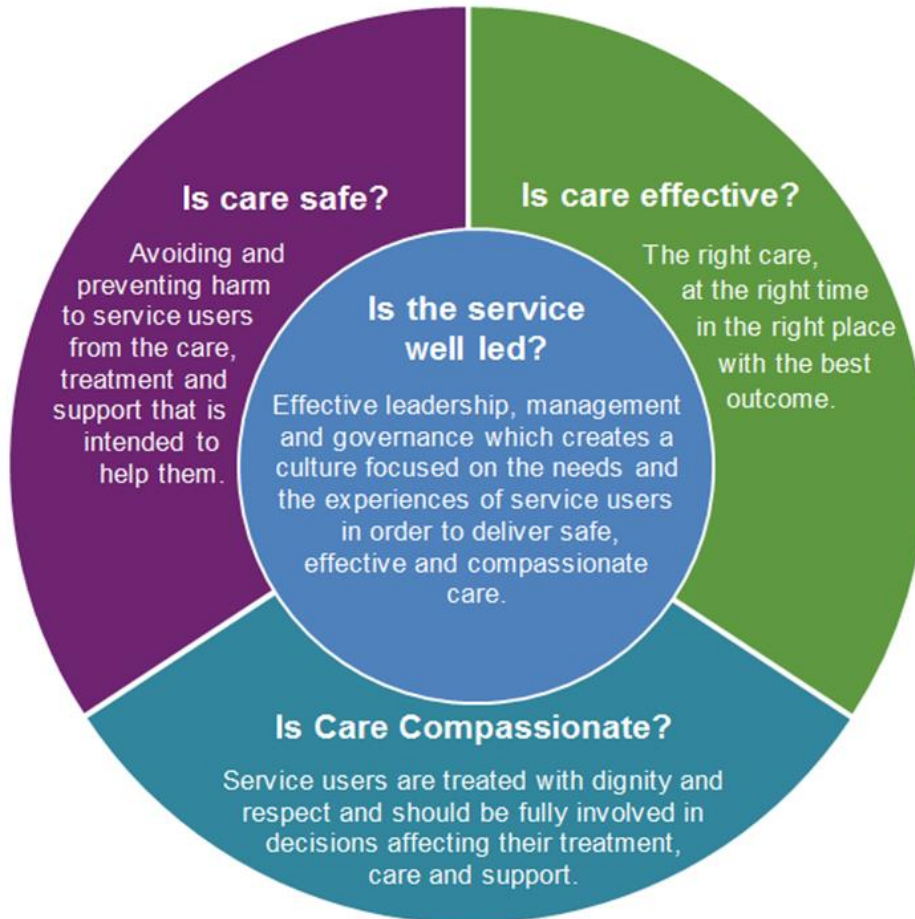 Is care safe?
Avoiding and
preventing harm
to service users
from the care,
treatment and
support that is
intended to
help them.
Is care effective?
The right care,
at the right time
in the right place
with the best
outcome.
Is the service
well led?
Effective leadership, management
and governance which creates a
culture focused on the needs and
the experiences of service users
in order to deliver safe,
effective and compassionate
care.
Is Care Compassionate?
Service users are treated with dignity and
respect and should be fully involved in
decisions affecting their treatment,
care and support.